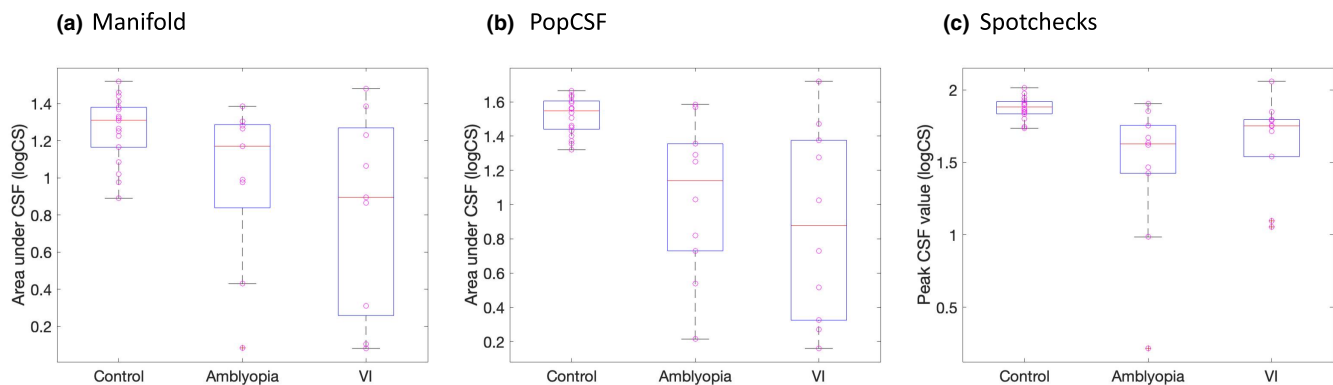 (a) Manifold
Area under CSF (logCS)
1.4
1.2
1
0.8
0.6
0.4
0.2
Control Amblyopia VI
(b) PopCSF
Area under CSF (logCS)
1.6
1.4
1.2
1
0.8
0.6
0.4
0.2
Control Amblyopia VI
(c) Spotchecks
Peak CSF value (logCS)
2
1.5
1
0.5
Control Amblyopia VI